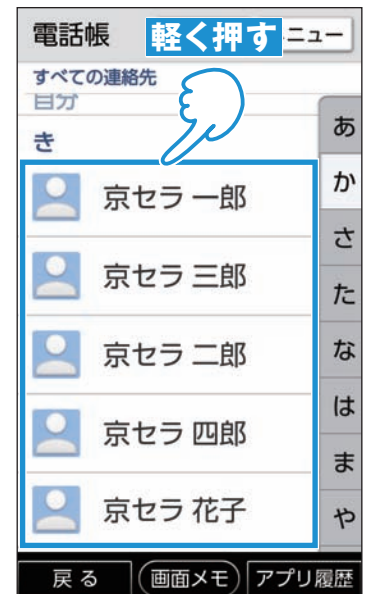 電話帳
軽く押す
ニュー
すべての連絡先
自分
き
京セラ 一郎
京セラ 三郎
京セラ 二郎
京セラ 四郎
京セラ 花子
あ
か
さ
た
な
は
ま
や
戻る
画面メモ
アプリ履歴